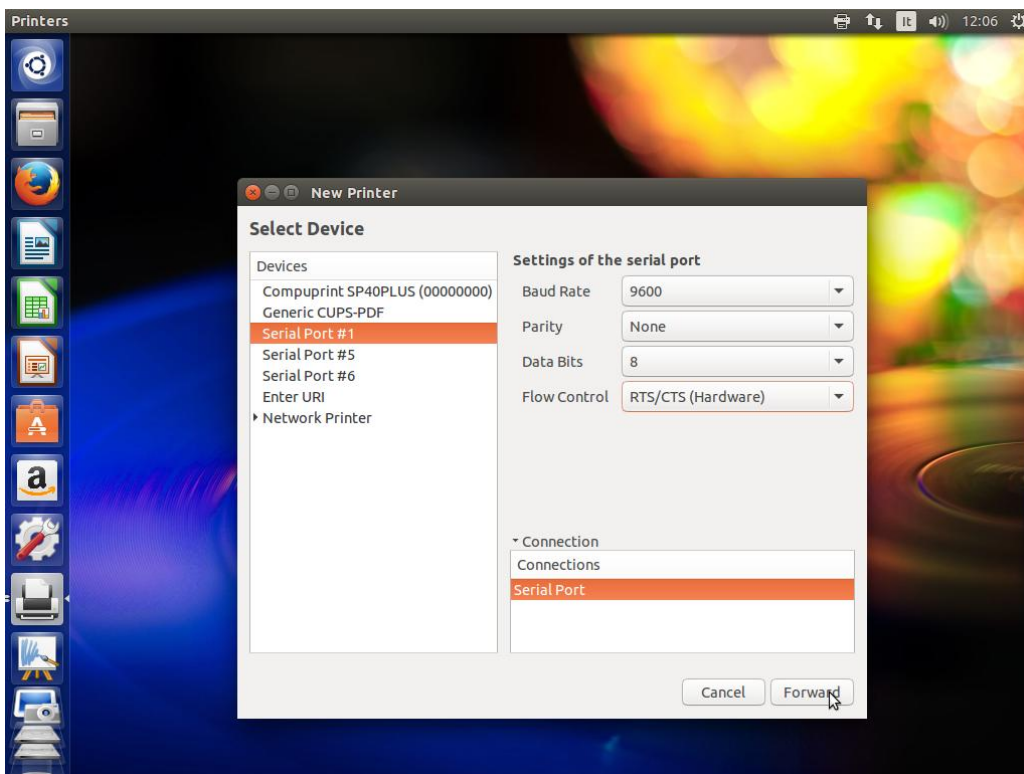 Printers
It
12:06
New Printer
Select Device
Devices
Compuprint SP40PLUS (00000000)
Generic CUPS-PDF
Serial Port #1
Serial Port #5
Serial Port #6
Enter URI
Network Printer
Settings of the serial port
Baud Rate 9600
Parity None
Data Bits 8
Flow Control RTS/CTS (Hardware)
Connection
Connections
Serial Port
Cancel Forward